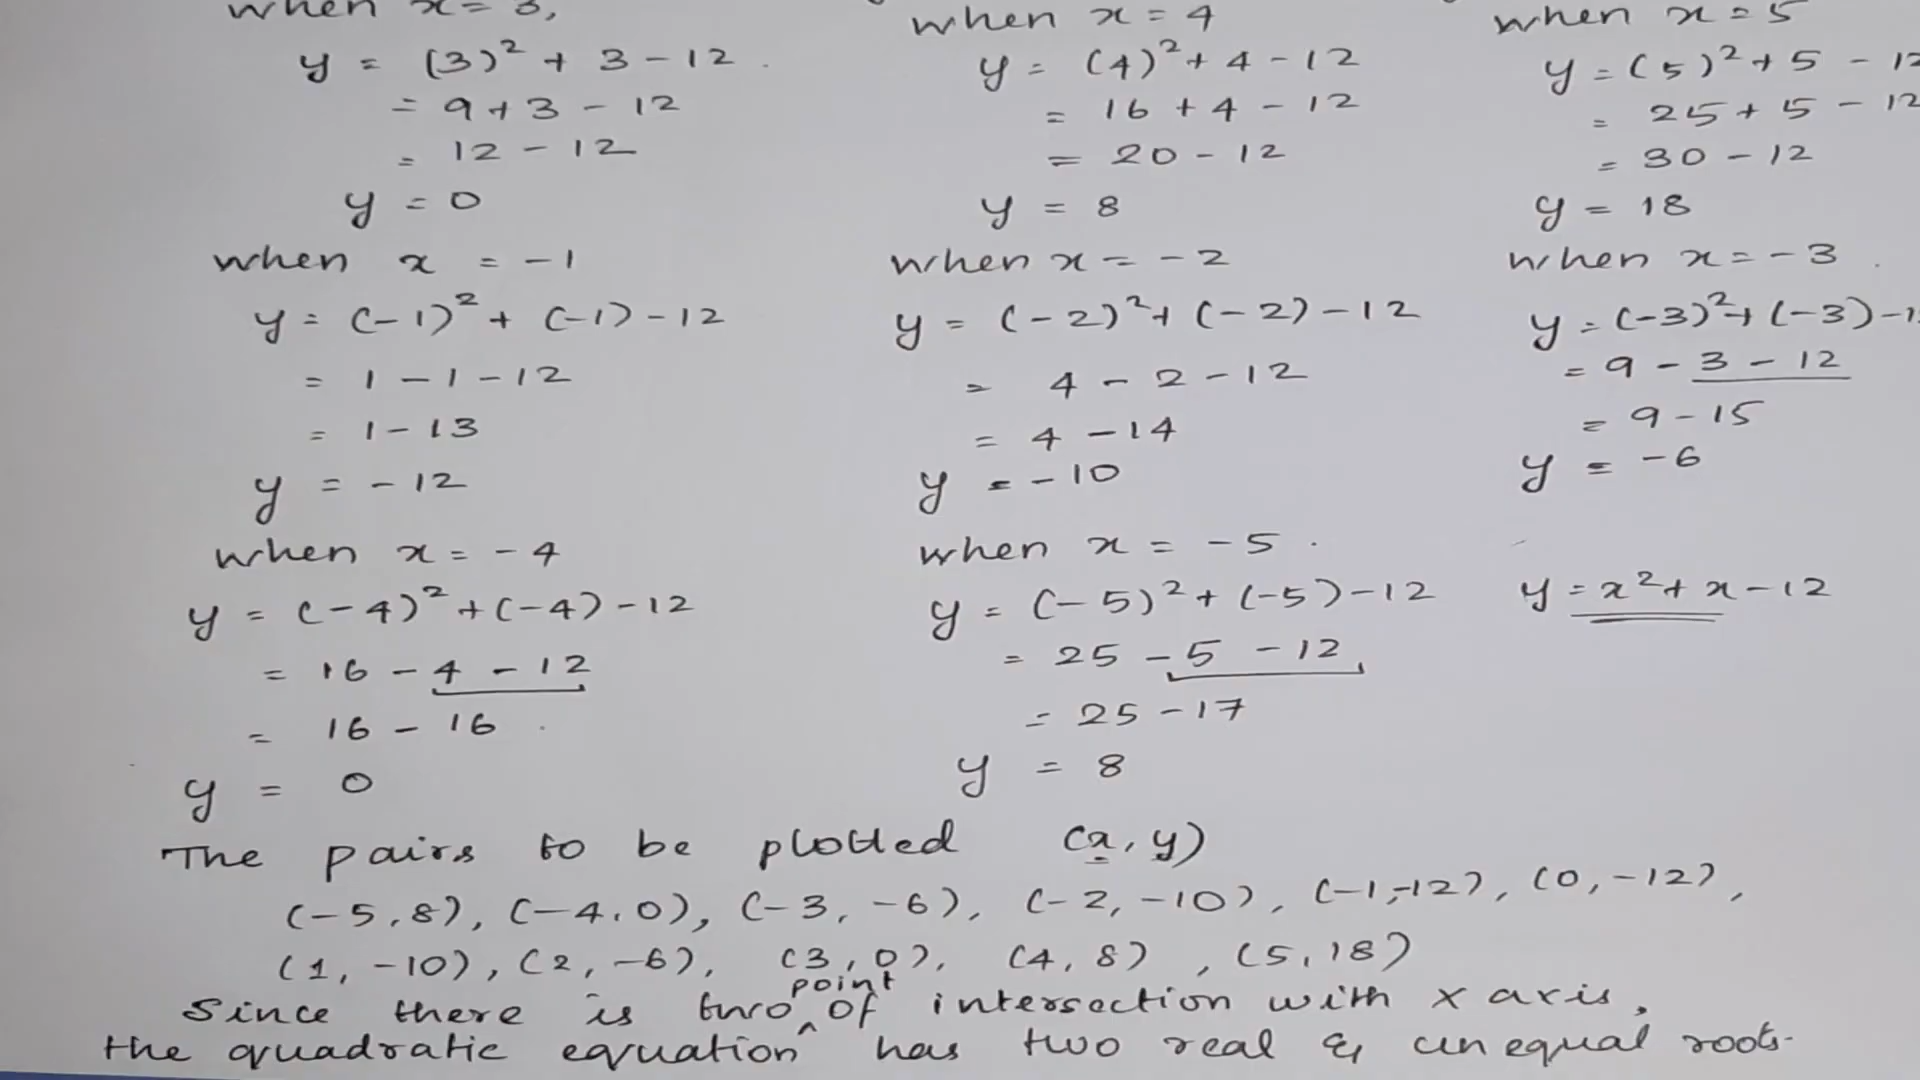 when x = 3,
y = (3)² + 3 - 12
= 9 + 3 - 12
= 12 - 12
y = 0
when x = 4
y = (4)² + 4 - 12
= 16 + 4 - 12
= 20 - 12
y = 8
when x = 5
y = (5)² + 5 - 12
= 25 + 5 - 12
= 30 - 12
y = 18
when x = -1
y = (-1)² + (-1) - 12
= 1 - 1 - 12
= 1 - 13
y = -12
when x = -2
y = (-2)² + (-2) - 12
= 4 - 2 - 12
= 4 - 14
y = -10
when x = -3
y = (-3)² + (-3) - 1
= 9 - 3 - 12
= 9 - 15
y = -6
when x = -4
y = (-4)² + (-4) - 12
= 16 - 4 - 12
= 16 - 16
y = 0
when x = -5
y = (-5)² + (-5) - 12
= 25 - 5 - 12
= 25 - 17
y = 8
y = x² + x - 12
The pairs to be plotted (x, y)
(-5, 8), (-4, 0), (-3, -6), (-2, -10), (-1, -12), (0, -12),
(1, -10), (2, -6), (3, 0), (4, 8), (5, 18)
Since there is two point of intersection with x axis,
the quadratic equation has two real & unequal roots.